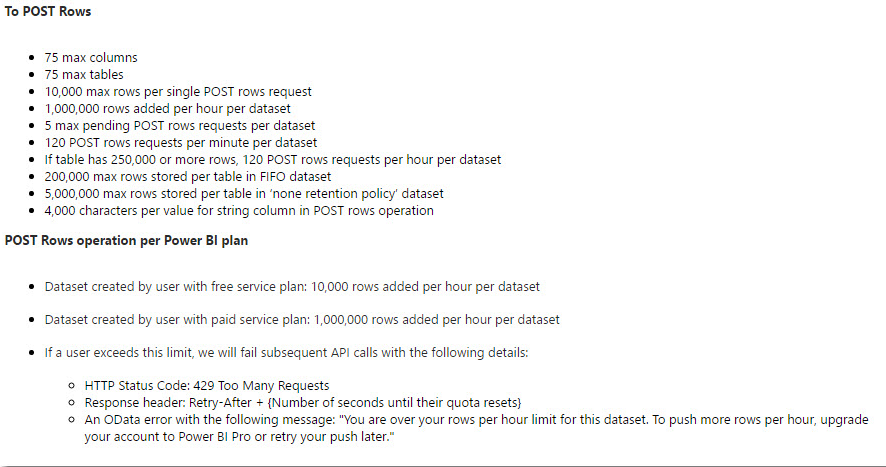 To POST Rows
• 75 max columns
• 75 max tables
• 10,000 max rows per single POST rows request
• 1,000,000 rows added per hour per dataset
• 5 max pending POST rows requests per dataset
• 120 POST rows requests per minute per dataset
• If table has 250,000 or more rows, 120 POST rows requests per hour per dataset
• 200,000 max rows stored per table in FIFO dataset
• 5,000,000 max rows stored per table in ‘none retention policy’ dataset
• 4,000 characters per value for string column in POST rows operation
POST Rows operation per Power BI plan
• Dataset created by user with free service plan: 10,000 rows added per hour per dataset
• Dataset created by user with paid service plan: 1,000,000 rows added per hour per dataset
• If a user exceeds this limit, we will fail subsequent API calls with the following details:
○ HTTP Status Code: 429 Too Many Requests
○ Response header: Retry-After + {Number of seconds until their quota resets}
○ An OData error with the following message: "You are over your rows per hour limit for this dataset. To push more rows per hour, upgrade
your account to Power BI Pro or retry your push later."